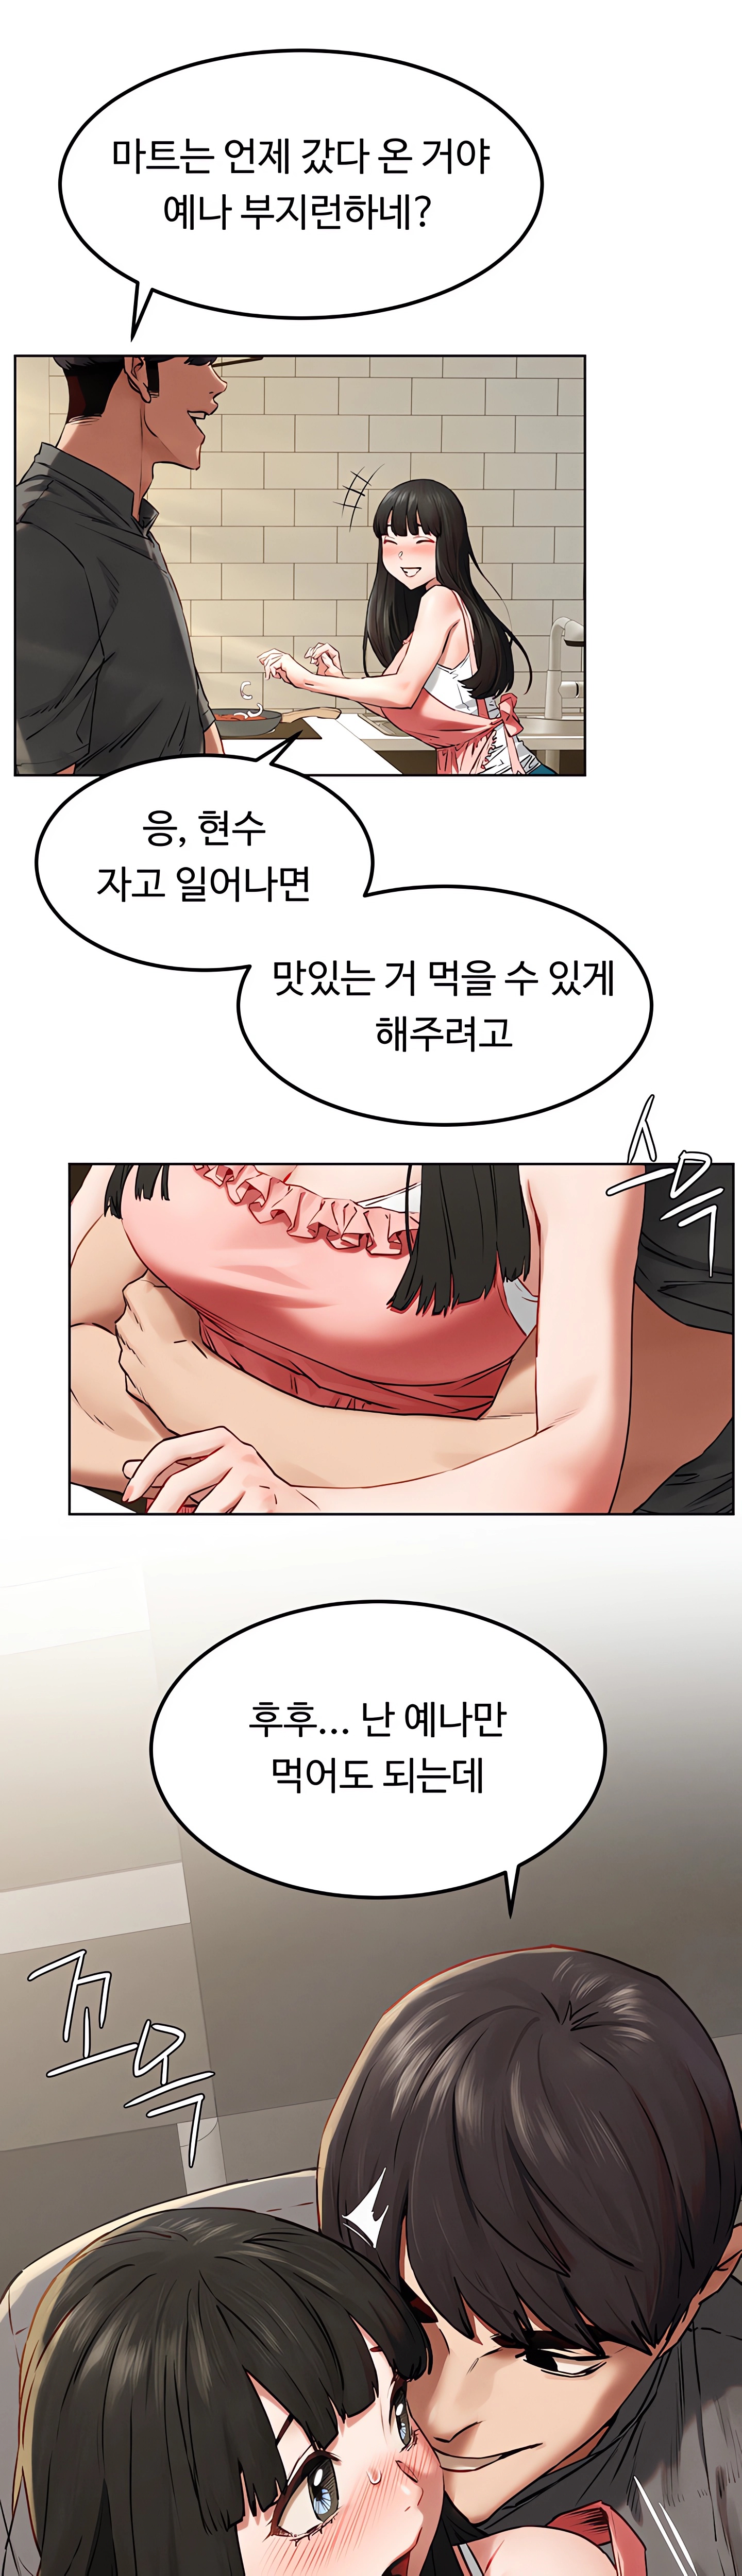 마트는 언제 갔다 온 거야
예나 부지런하네?
응, 현수
자고 일어나면
맛있는 거 먹을 수 있게
해주려고
스윽
후후... 난 예나만
먹어도 되는데
쪼옥